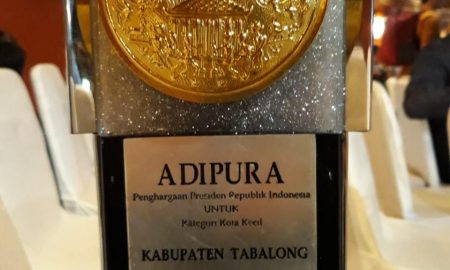 ADIPURA
Penghargaan Presiden Republik Indonesia
UNTUK
Kategori Kota Kecil
KABUPATEN TABALONG